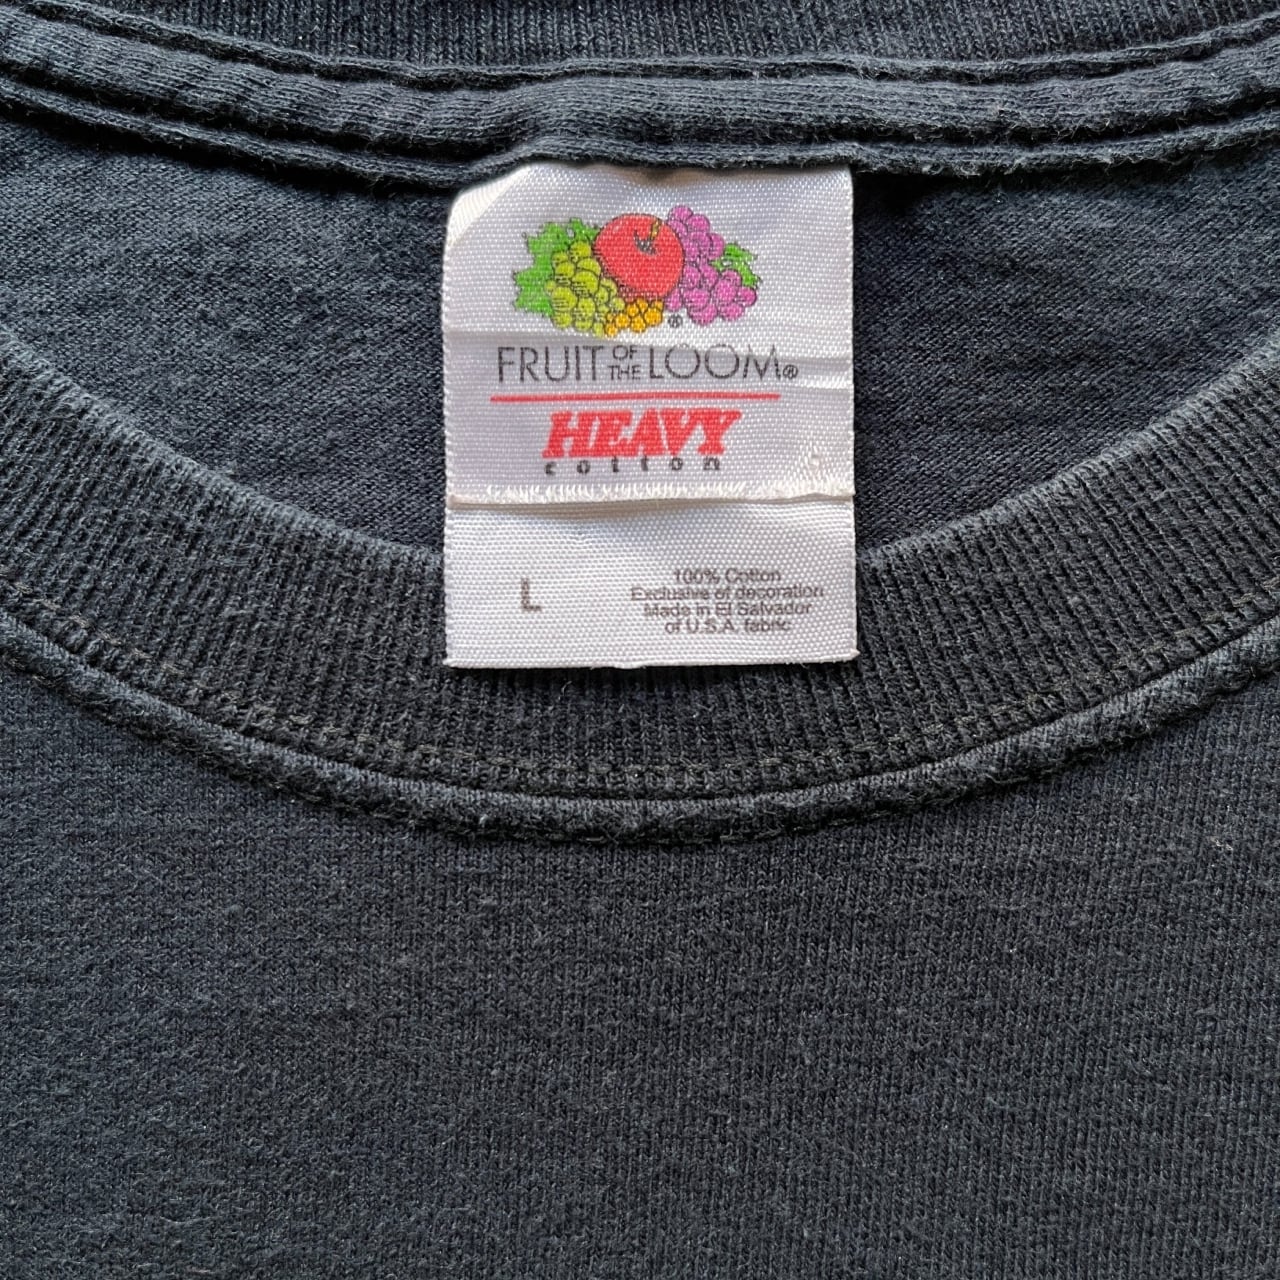 ®
FRUIT OF THE LOOM®
HEAVY
cotton
L
100% Cotton
Exclusive of decoration
Made in El Salvador
of U.S.A. fabric